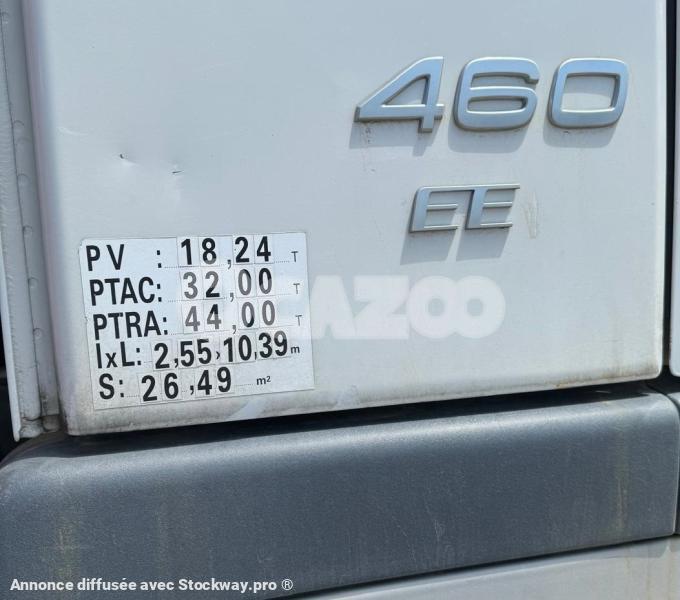 460
EE
PV : 18,24 T
PTAC: 32,00 T
PTRA: 44,00 T
IxL: 2,55,10,39 m
S: 26,49 m²
CAZOO
Annonce diffusée avec Stockway.pro ®